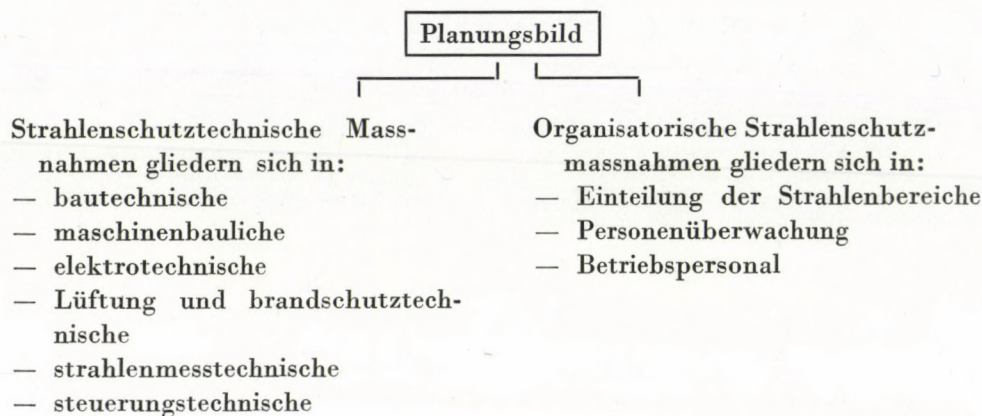 Planungsbild
Strahlenschutztechnische Mass-
nahmen gliedern sich in:
— bautechnische
— maschinenbauliche
— elektrotechnische
— Lüftung und brandschutztech-
nische
— strahlenmesstechnische
— steuerungstechnische
Organisatorische Strahlenschutz-
massnahmen gliedern sich in:
— Einteilung der Strahlenbereiche
— Personenüberwachung
— Betriebspersonal